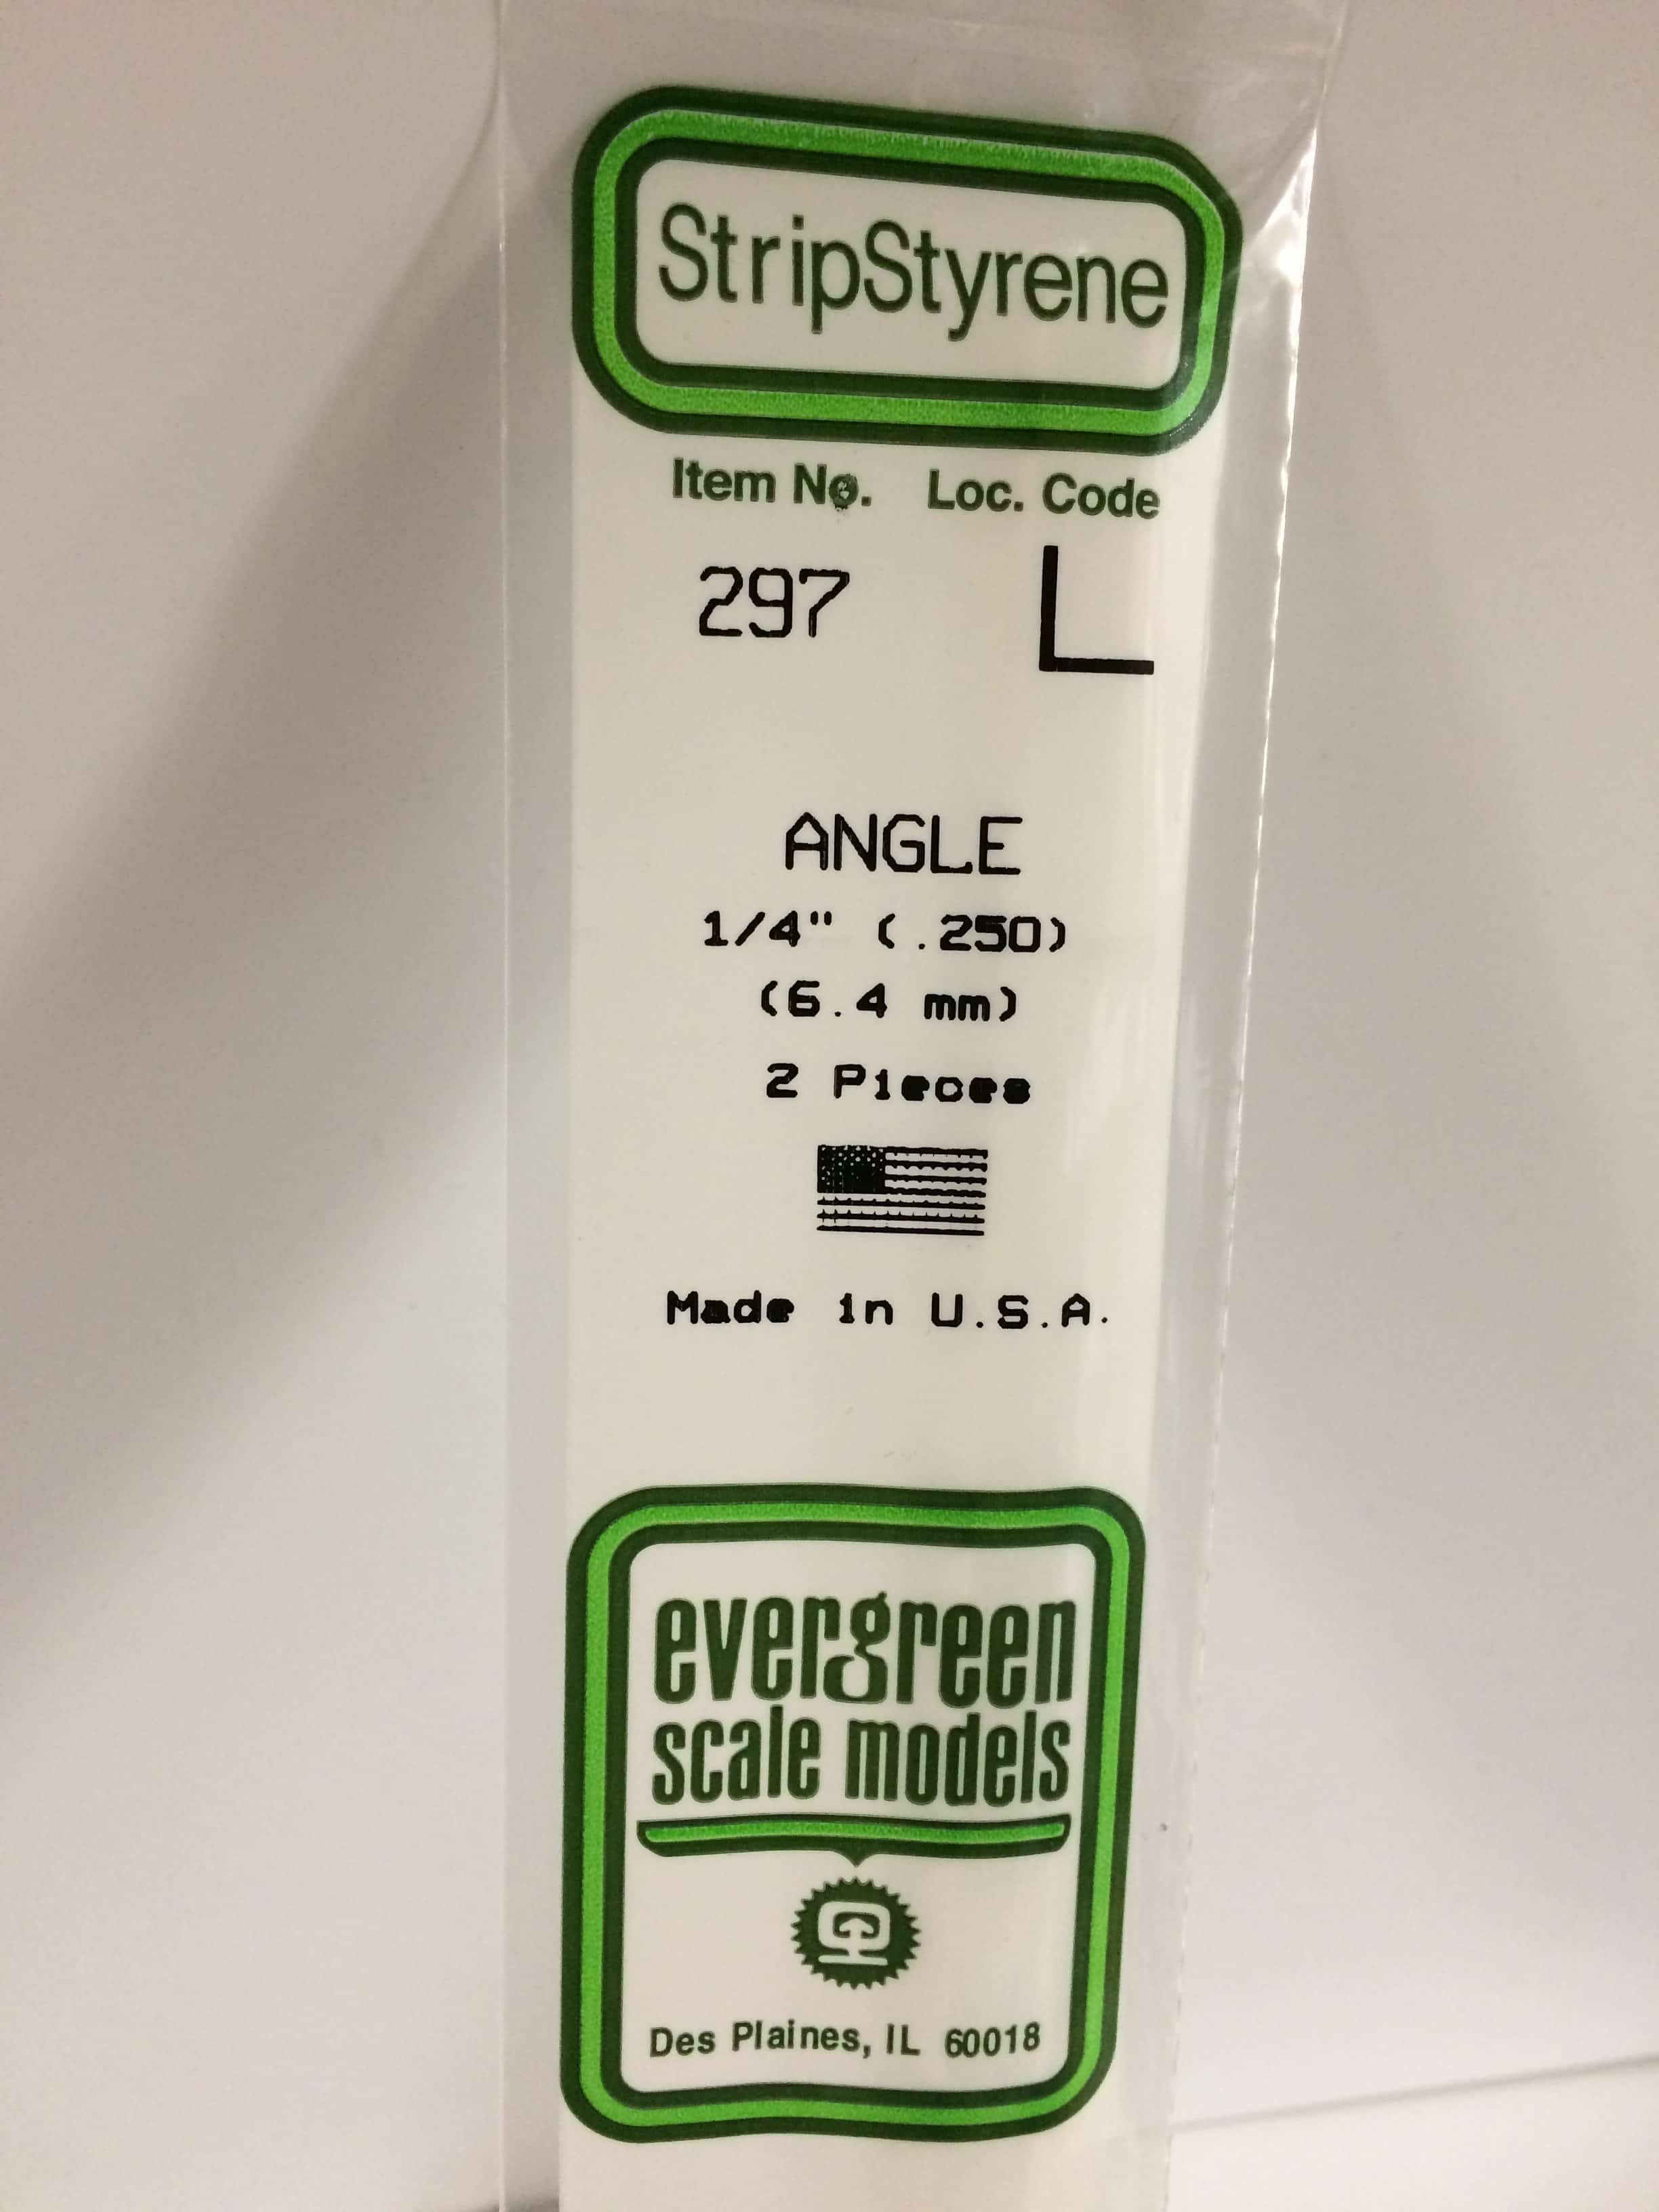 StripStyrene
Item No. Loc. Code
297 L
ANGLE
1/4" (.250)
(6.4 mm)
2 Pieces
Made in U.S.A.
evergreen
scale models
Des Plaines, IL 60018